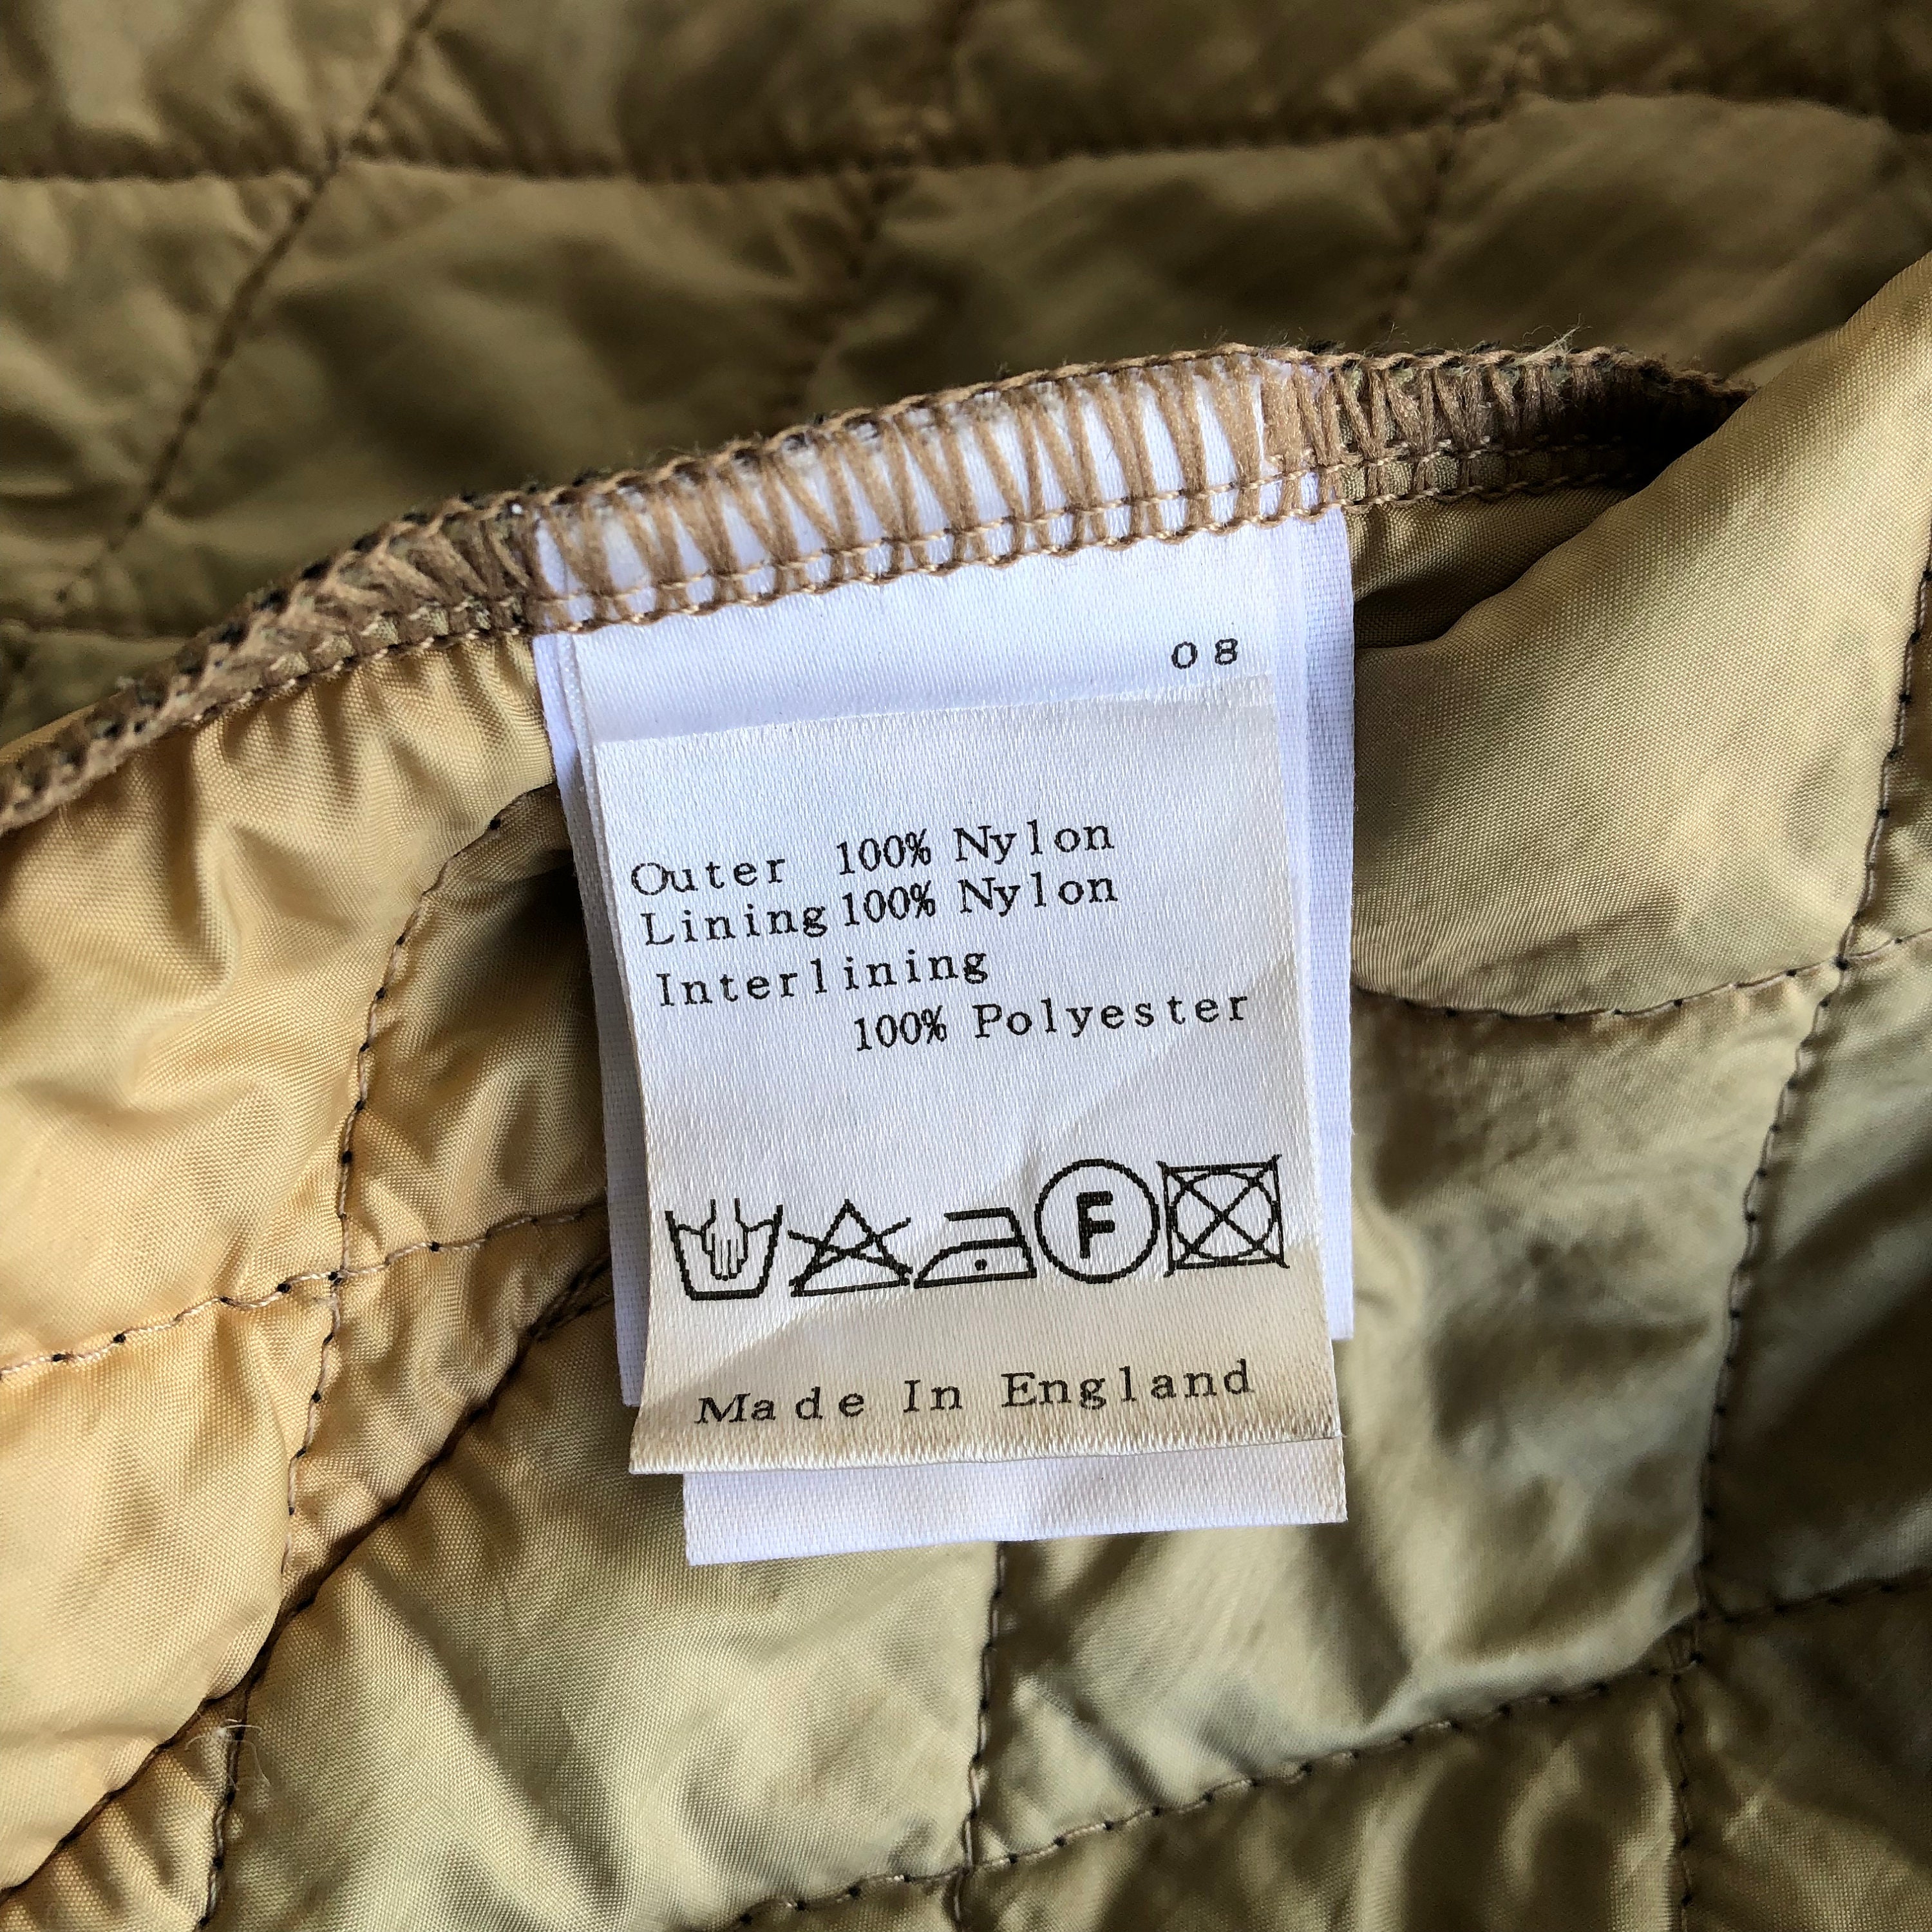 08
Outer 100% Nylon
Lining 100% Nylon
Interlining
100% Polyester
F
Made In England